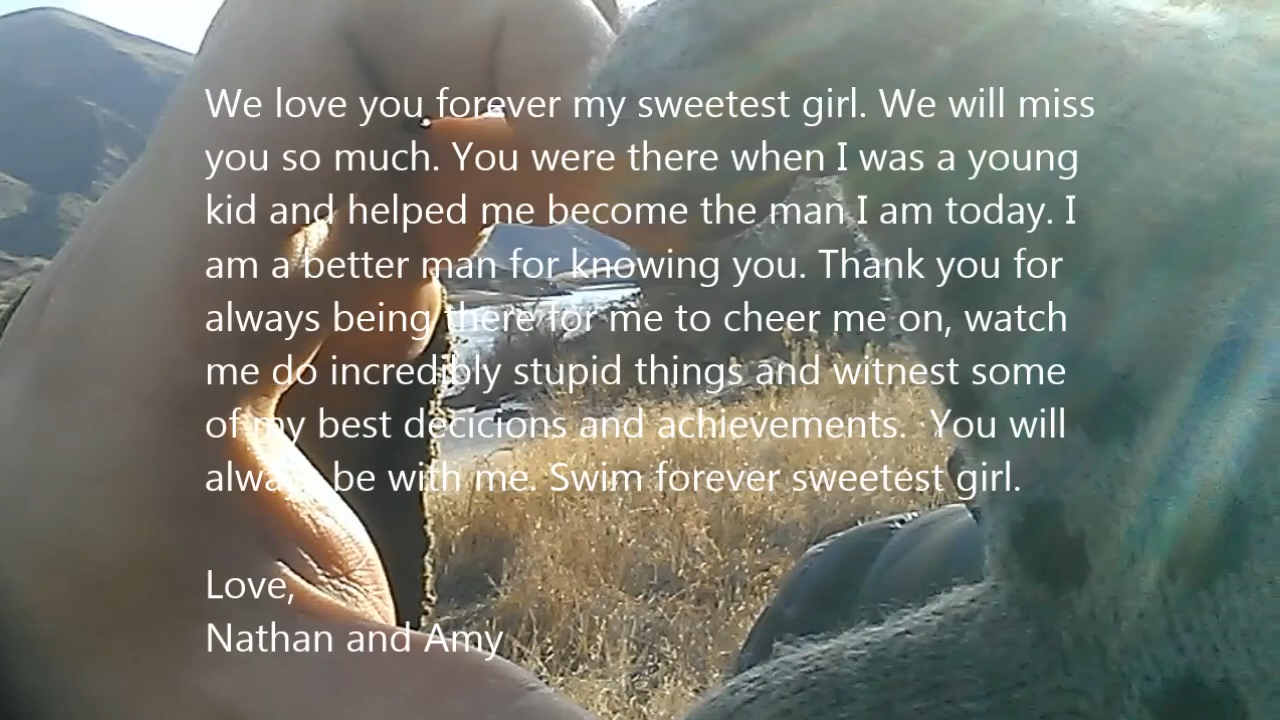 We love you forever my sweetest girl. We will miss
you so much. You were there when I was a young
kid and helped me become the man I am today. I
am a better man for knowing you. Thank you for
always being there for me to cheer me on, watch
me do incredibly stupid things and witnest some
of my best decicions and achievements.  You will
always be with me. Swim forever sweetest girl.
Love,
Nathan and Amy